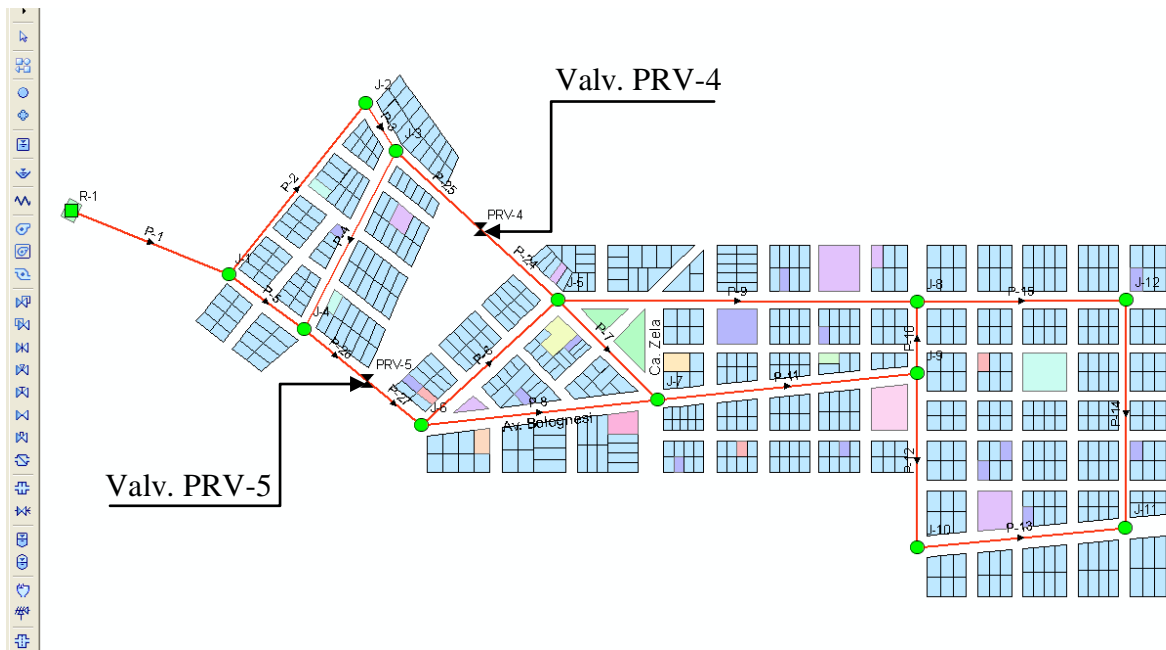 Valv. PRV-4
J-2
P-3
J-3
P-25
R-1
P-2
PRV-4
P-1
P-4
P-24
J-1
J-5
J-8
J-12
P-5
P-9
P-15
J-4
P-7
Ca. Zela
P-16
P-26
P-6
PRV-5
J-9
J-7
P-11
P-27
P-8
J-6
Av. Bolognesi
P-14
P-12
Valv. PRV-5
J-10
P-13
J-11